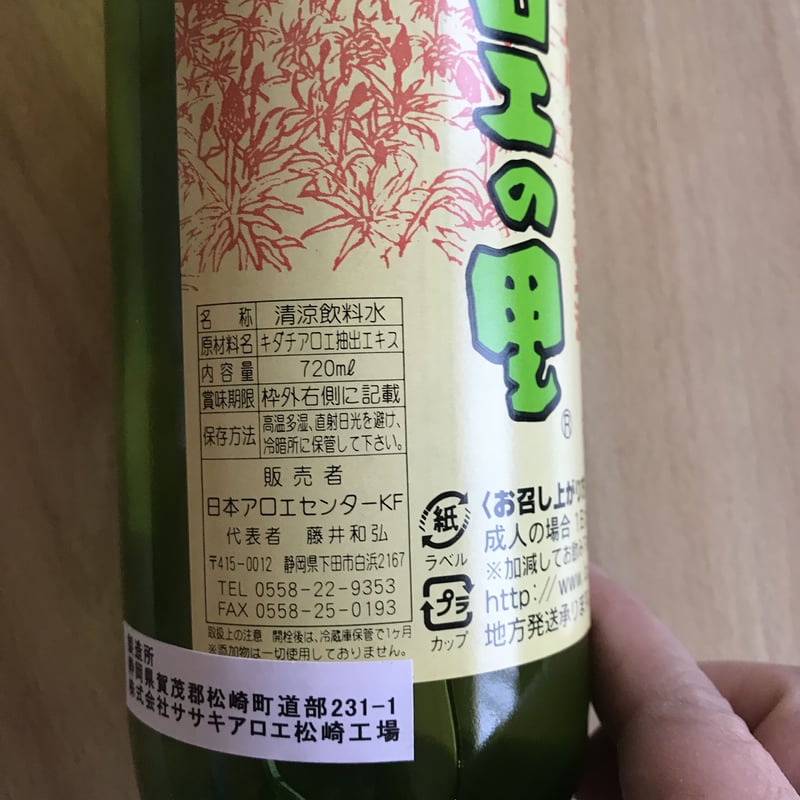 ロエの里
®
名称 清涼飲料水
原材料名 キダチアロエ抽出エキス
内容量 720mℓ
賞味期限 枠外右側に記載
保存方法 高温多湿、直射日光を避け、
冷暗所に保管して下さい。
販売者
日本アロエセンターKF
代表者 藤井和弘
〒415-0012 静岡県下田市白浜2167
TEL 0558-22-9353
FAX 0558-25-0193
取扱上の注意 開栓後は、冷蔵庫保管で1ヶ月
※添加物は一切使用しておりません。
紙
ラベル
プラ
カップ
〈お召し上がり
成人の場合 1日
※加減してお飲み
http://www.
地方発送承りま
製造所
静岡県賀茂郡松崎町道部231-1
株式会社ササキアロエ松崎工場